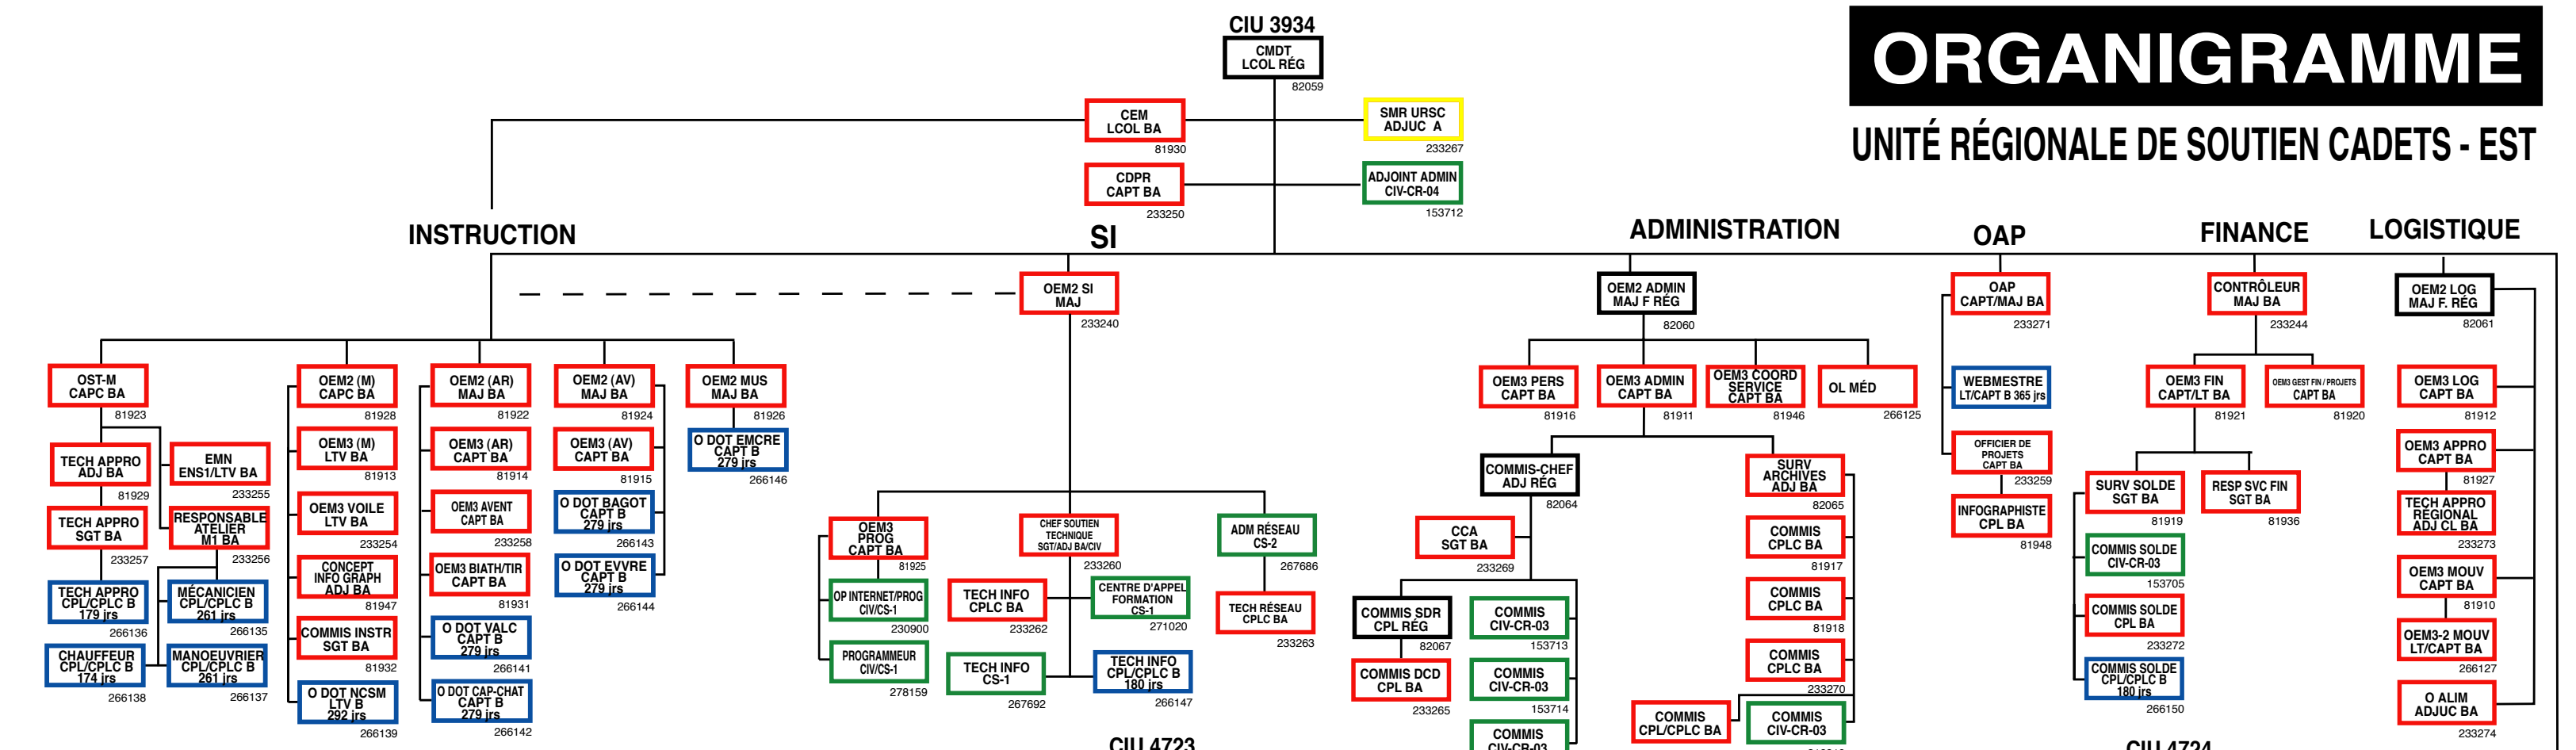 CIU 3934
CMDT
LCOL RÉG
82059
ORGANIGRAMME
UNITÉ RÉGIONALE DE SOUTIEN CADETS - EST
CEM
LCOL BA
81930
SMR URSC
ADJUC A
233267
CDPR
CAPT BA
233250
ADJOINT ADMIN
CIV-CR-04
153712
INSTRUCTION
SI
ADMINISTRATION
OAP
FINANCE
LOGISTIQUE
OEM2 SI
MAJ
233240
OEM2 ADMIN
MAJ F RÉG
82060
OAP
CAPT/MAJ BA
233271
CONTRÔLEUR
MAJ BA
233244
OEM2 LOG
MAJ F. RÉG
82061
OST-M
CAPC BA
81923
TECH APPRO
ADJ BA
81929
EMN
ENS1/LTV BA
233255
TECH APPRO
SGT BA
233257
RESPONSABLE
ATELIER
M1 BA
233256
TECH APPRO
CPL/CPLC B
179 jrs
266136
MÉCANICIEN
CPL/CPLC B
261 jrs
266135
CHAUFFEUR
CPL/CPLC B
174 jrs
266138
MANOEUVRIER
CPL/CPLC B
261 jrs
266137
OEM2 (M)
CAPC BA
81928
OEM3 (M)
LTV BA
81913
OEM3 VOILE
LTV BA
233254
CONCEPT
INFO GRAPH
ADJ BA
81947
COMMIS INSTR
SGT BA
81932
O DOT NCSM
LTV B
292 jrs
266139
OEM2 (AR)
MAJ BA
81922
OEM3 (AR)
CAPT BA
81914
OEM3 AVENT
CAPT BA
233258
OEM3 BIATH/TIR
CAPT BA
81931
O DOT VALC
CAPT B
279 jrs
266141
O DOT CAP-CHAT
CAPT B
279 jrs
266142
OEM2 (AV)
MAJ BA
81924
OEM3 (AV)
CAPT BA
81915
O DOT BAGOT
CAPT B
279 jrs
266143
O DOT EVVRE
CAPT B
279 jrs
266144
OEM2 MUS
MAJ BA
81926
O DOT EMCRE
CAPT B
279 jrs
266146
OEM3
PROG
CAPT BA
81925
OP INTERNET/PROG
CIV/CS-1
230900
PROGRAMMEUR
CIV/CS-1
278159
CHEF SOUTIEN
TECHNIQUE
SGT/ADJ BA/CIV
233260
TECH INFO
CPLC BA
233262
CENTRE D'APPEL
FORMATION
CS-1
271020
TECH INFO
CS-1
267692
TECH INFO
CPL/CPLC B
180 jrs
266147
ADM RÉSEAU
CS-2
267686
TECH RÉSEAU
CPLC BA
233263
CIU 4723
OEM3 PERS
CAPT BA
81916
OEM3 ADMIN
CAPT BA
81911
OEM3 COORD
SERVICE
CAPT BA
81946
OL MÉD
266125
COMMIS-CHEF
ADJ RÉG
82064
CCA
SGT BA
233269
COMMIS SDR
CPL RÉG
82067
COMMIS DCD
CPL BA
233265
COMMIS
CIV-CR-03
153713
COMMIS
CIV-CR-03
153714
COMMIS
CIV-CR-03
SURV
ARCHIVES
ADJ BA
82065
COMMIS
CPLC BA
81917
COMMIS
CPLC BA
81918
COMMIS
CPLC BA
233270
COMMIS
CPL/CPLC BA
COMMIS
CIV-CR-03
WEBMESTRE
LT/CAPT B 365 jrs
OFFICIER DE
PROJETS
CAPT BA
233259
INFOGRAPHISTE
CPL BA
81948
OEM3 FIN
CAPT/LT BA
81921
OEM3 GEST FIN / PROJETS
CAPT BA
81920
SURV SOLDE
SGT BA
81919
RESP SVC FIN
SGT BA
81936
COMMIS SOLDE
CIV-CR-03
153705
COMMIS SOLDE
CPL BA
233272
COMMIS SOLDE
CPL/CPLC B
180 jrs
266150
CIU 4724
OEM3 LOG
CAPT BA
81912
OEM3 APPRO
CAPT BA
81927
TECH APPRO
RÉGIONAL
ADJ CL BA
233273
OEM3 MOUV
CAPT BA
81910
OEM3-2 MOUV
LT/CAPT BA
266127
O ALIM
ADJUC BA
233274